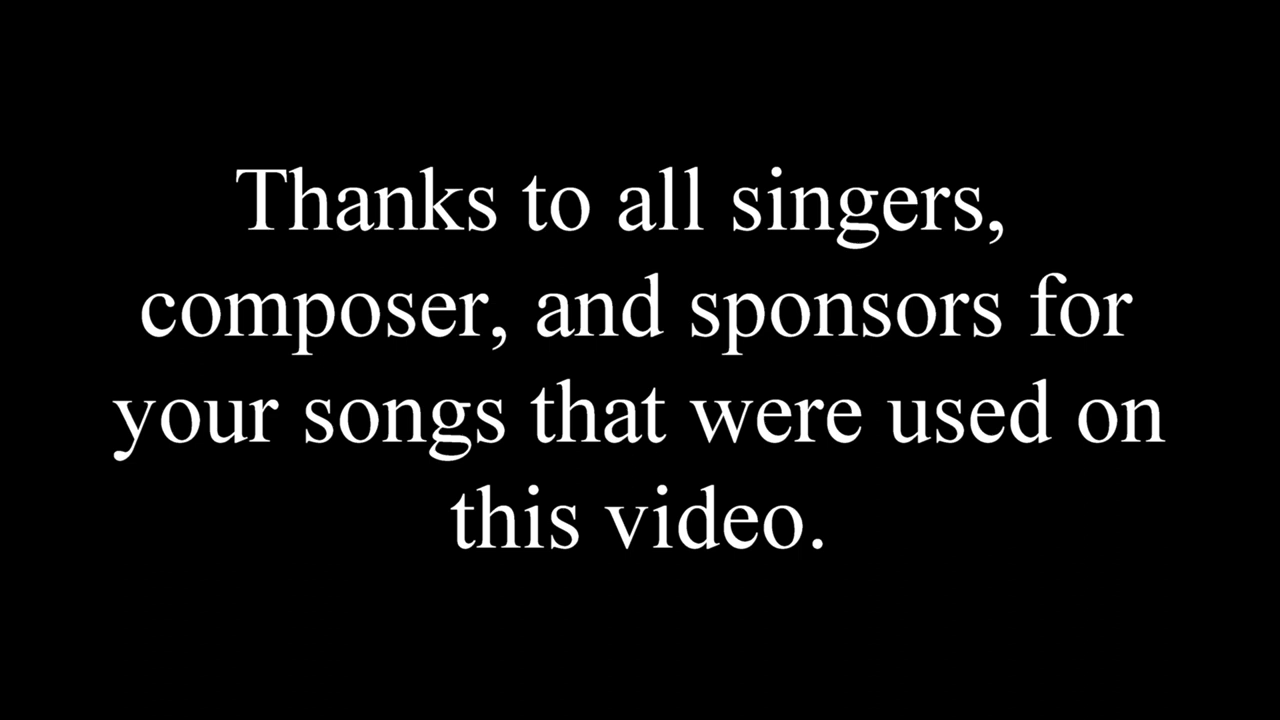 Thanks to all singers,
composer, and sponsors for
your songs that were used on
this video.